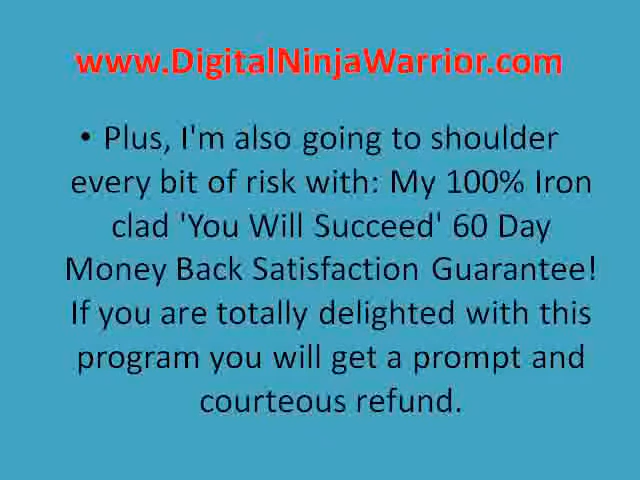 www.DigitalNinjaWarrior.com
• Plus, I'm also going to shoulder
every bit of risk with: My 100% Iron
clad 'You Will Succeed' 60 Day
Money Back Satisfaction Guarantee!
If you are totally delighted with this
program you will get a prompt and
courteous refund.